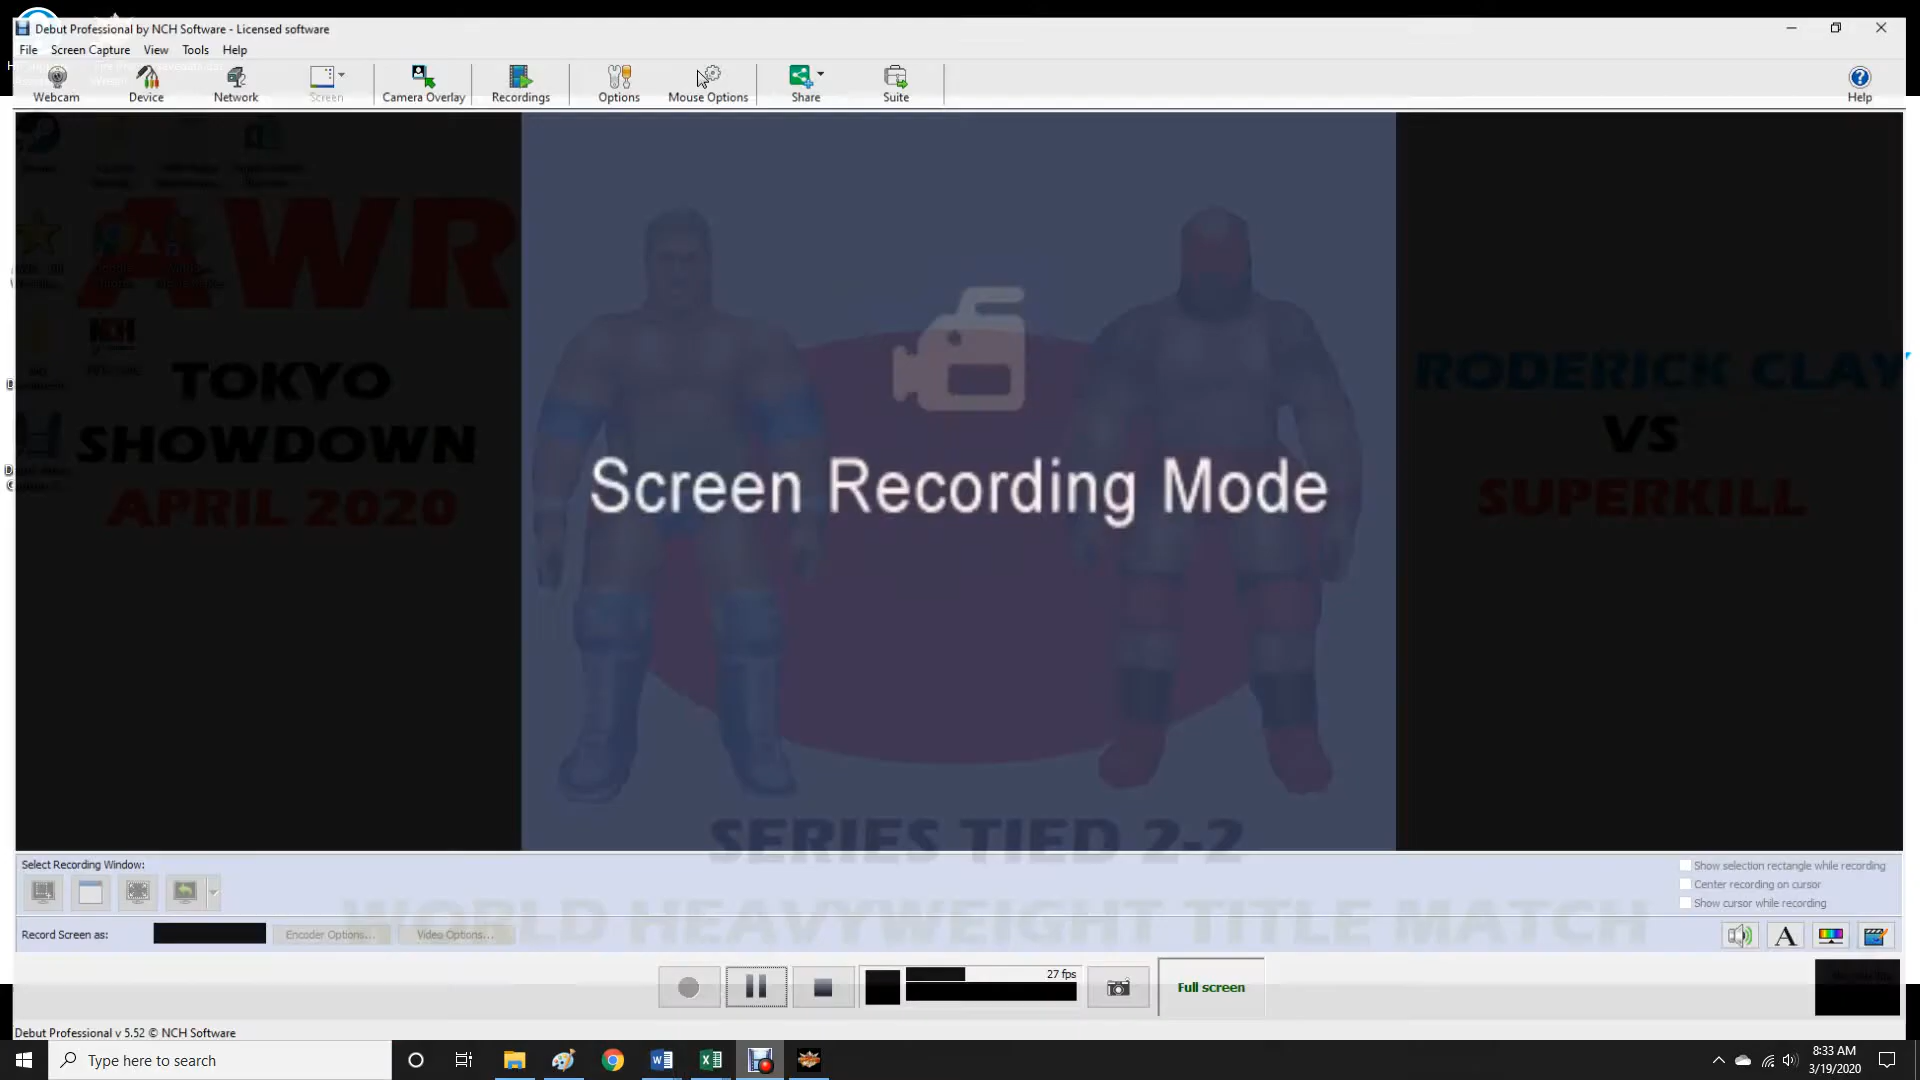 Debut Professional by NCH Software - Licensed software
File Screen Capture View Tools Help
Webcam Device Network Screen Camera Overlay Recordings Options Mouse Options Share Suite Help
AWR
TOKYO
SHOWDOWN
APRIL 2020
Screen Recording Mode
RODERICK CLAY
VS
SUPERKILL
SERIES TIED 2-2
WORLD HEAVYWEIGHT TITLE MATCH
Select Recording Window:
Show selection rectangle while recording
Center recording on cursor
Show cursor while recording
Record Screen as: Encoder Options... Video Options...
27 fps
Full screen
Debut Professional v 5.52 © NCH Software
Type here to search
8:33 AM
3/19/2020